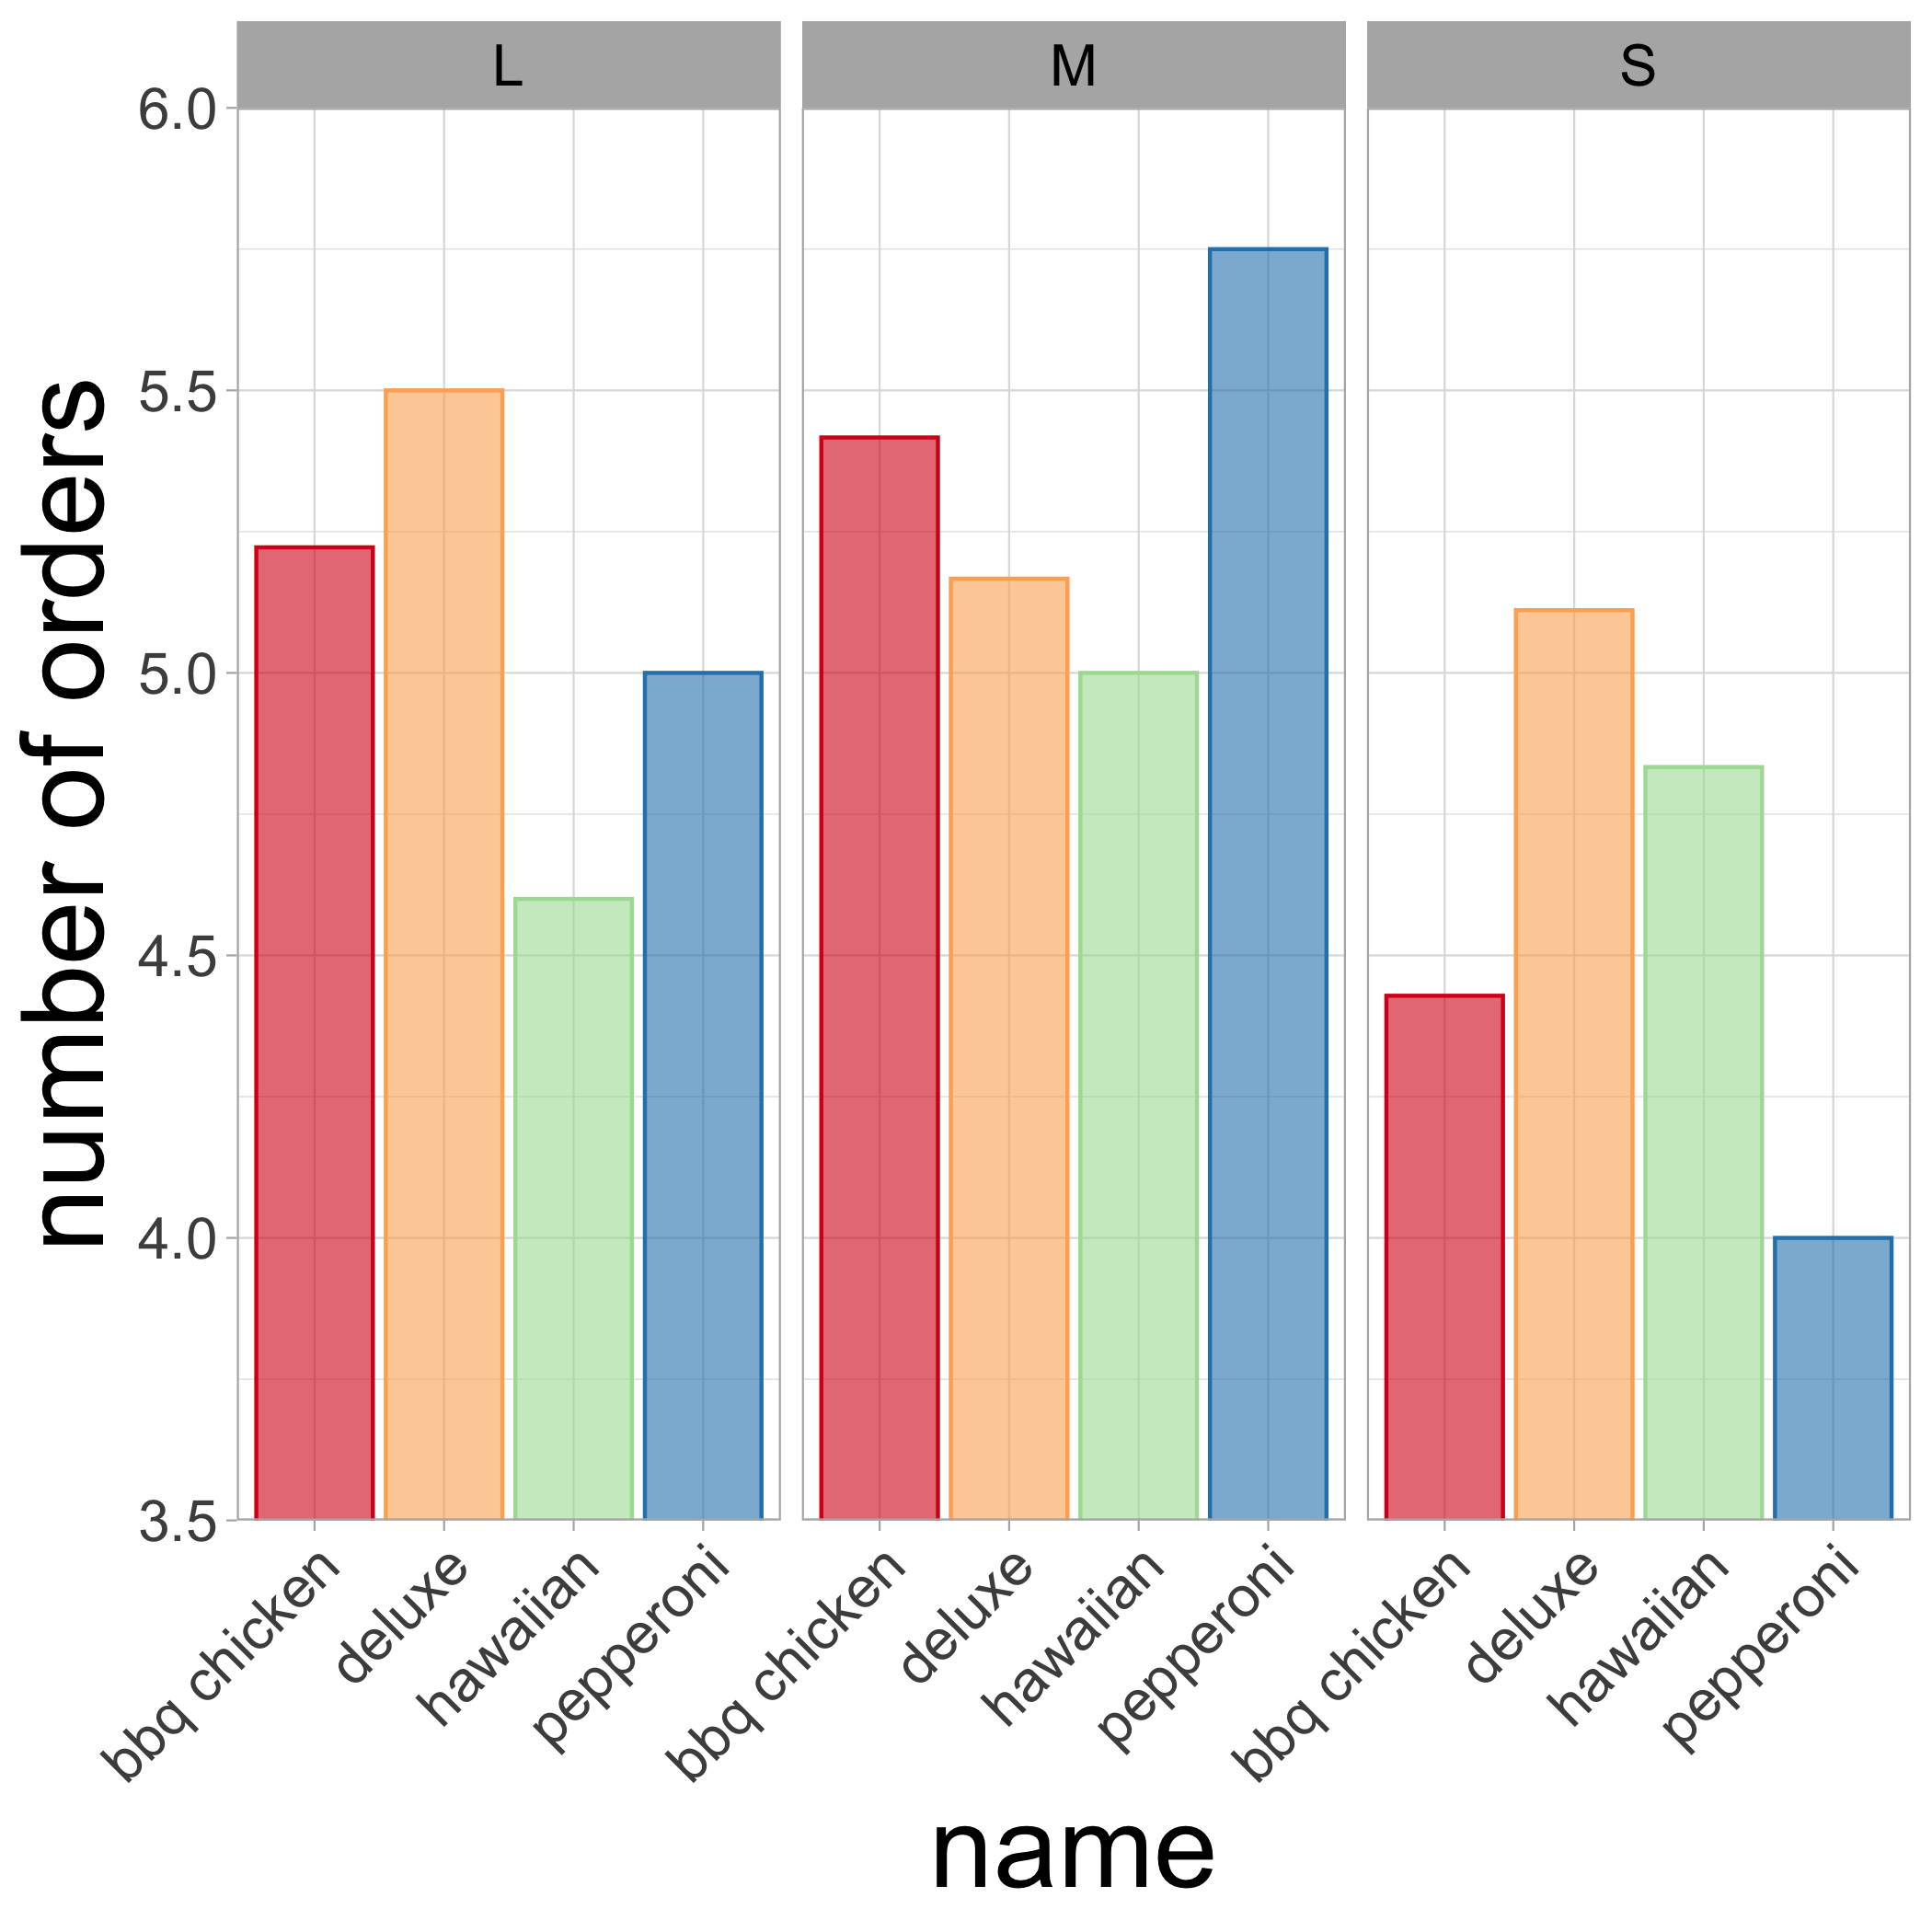 L M S
6.0
5.5
5.0
4.5
4.0
3.5
number of orders
bbq chicken deluxe hawaiian pepperoni bbq chicken deluxe hawaiian pepperoni bbq chicken deluxe hawaiian pepperoni
name